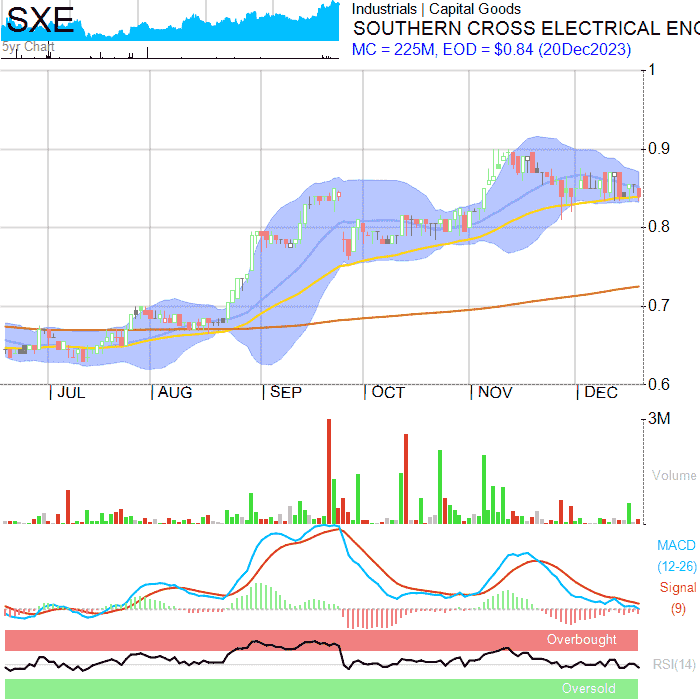 SXE
5yr Chart
Industrials | Capital Goods
SOUTHERN CROSS ELECTRICAL ENG
MC = 225M, EOD = $0.84 (20Dec2023)
1
0.9
0.8
0.7
0.6
JUL
AUG
SEP
OCT
NOV
DEC
3M
Volume
MACD
(12-26)
Signal
(9)
Overbought
RSI(14)
Oversold